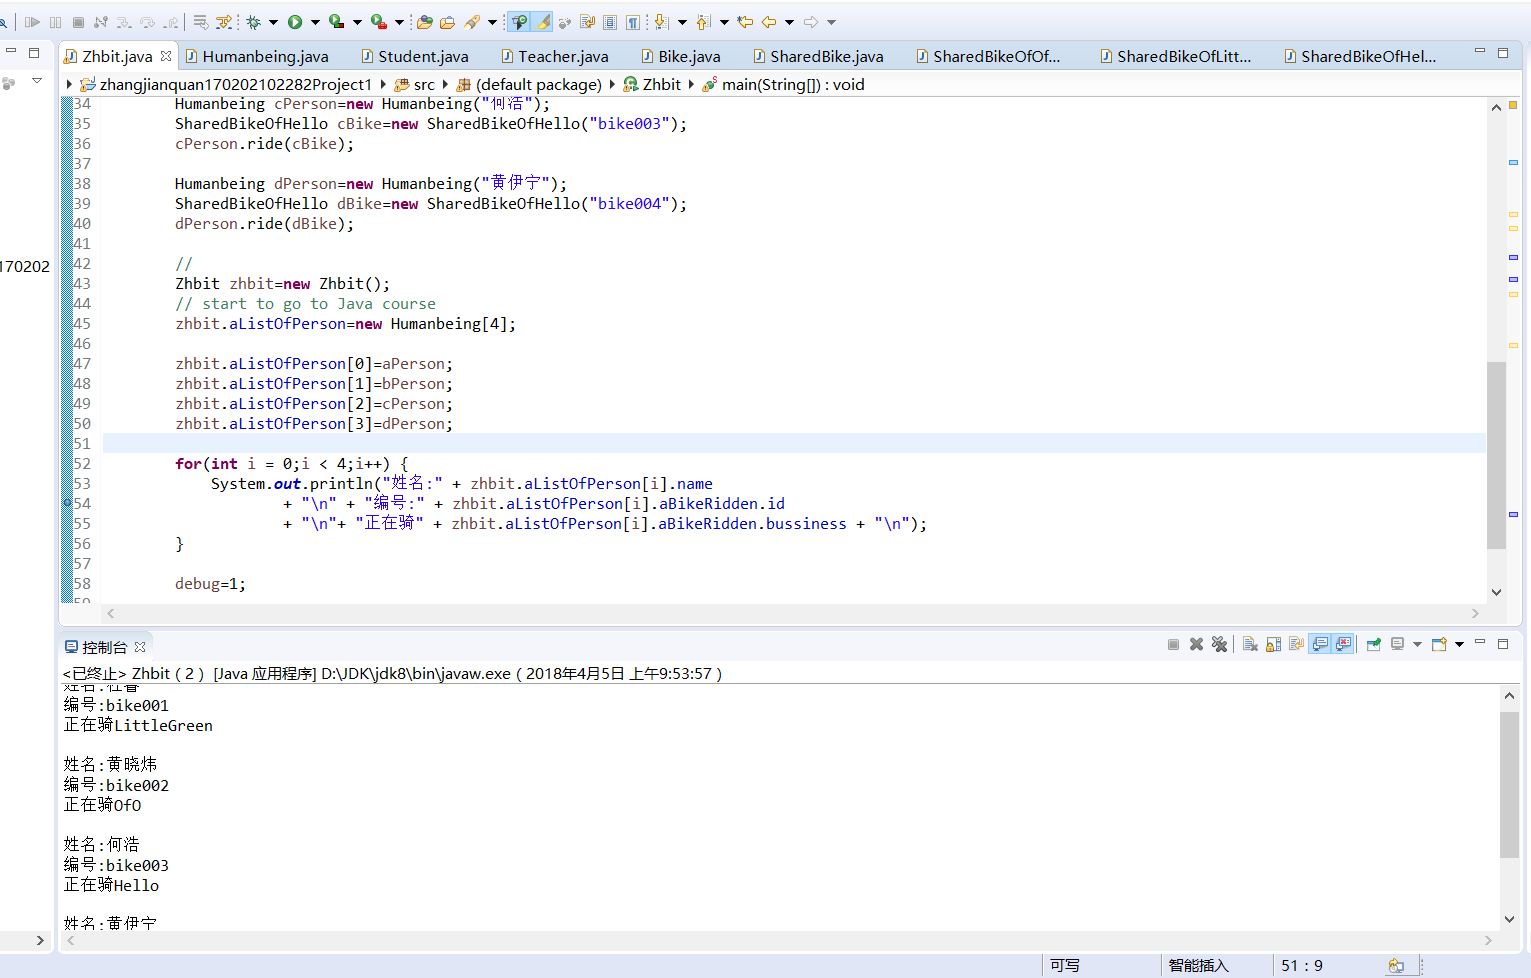 Zhbit.java Humanbeing.java Student.java Teacher.java Bike.java SharedBike.java SharedBikeOfOf... SharedBikeOfLitt... SharedBikeOfHel...
zhangjianquan170202102282Project1 src (default package) Zhbit main(String[]) : void
170202
34 Humanbeing cPerson=new Humanbeing("何浩");
35 SharedBikeOfHello cBike=new SharedBikeOfHello("bike003");
36 cPerson.ride(cBike);
37
38 Humanbeing dPerson=new Humanbeing("黄伊宁");
39 SharedBikeOfHello dBike=new SharedBikeOfHello("bike004");
40 dPerson.ride(dBike);
41
42 //
43 Zhbit zhbit=new Zhbit();
44 // start to go to Java course
45 zhbit.aListOfPerson=new Humanbeing[4];
46
47 zhbit.aListOfPerson[0]=aPerson;
48 zhbit.aListOfPerson[1]=bPerson;
49 zhbit.aListOfPerson[2]=cPerson;
50 zhbit.aListOfPerson[3]=dPerson;
51
52 for(int i = 0;i < 4;i++) {
53 System.out.println("姓名:" + zhbit.aListOfPerson[i].name
54 + "\n" + "编号:" + zhbit.aListOfPerson[i].aBikeRidden.id
55 + "\n"+ "正在骑" + zhbit.aListOfPerson[i].aBikeRidden.bussiness + "\n");
56 }
57
58 debug=1;
59
控制台
<已终止> Zhbit（2） [Java 应用程序] D:\JDK\jdk8\bin\javaw.exe（2018年4月5日 上午9:53:57）
姓名:杜睿
编号:bike001
正在骑LittleGreen
姓名:黄晓炜
编号:bike002
正在骑OfO
姓名:何浩
编号:bike003
正在骑Hello
姓名:黄伊宁
可写 智能插入 51 : 9